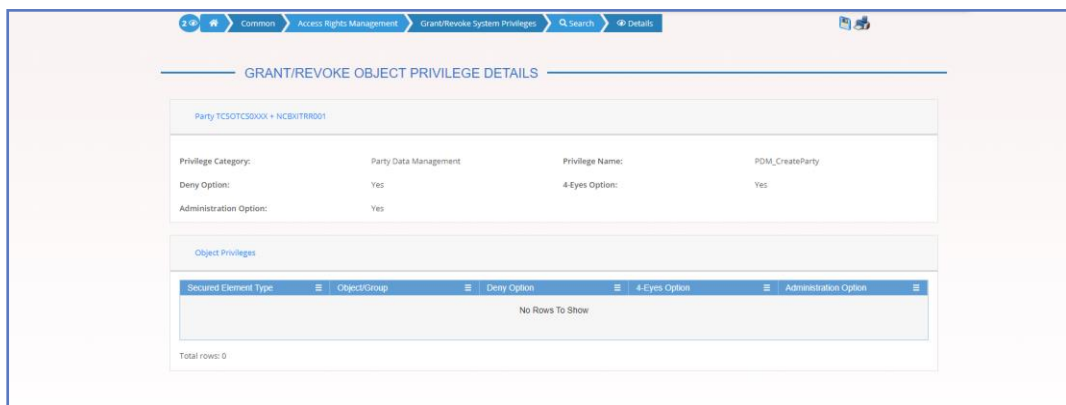 2 Common Access Rights Management Grant/Revoke System Privileges Search Details
GRANT/REVOKE OBJECT PRIVILEGE DETAILS
Party TCSOTCS0XXX + NCBXITRR001
Privilege Category: Party Data Management Privilege Name: PDM_CreateParty
Deny Option: Yes 4-Eyes Option: Yes
Administration Option: Yes
Object Privileges
Secured Element Type Object/Group Deny Option 4-Eyes Option Administration Option
No Rows To Show
Total rows: 0